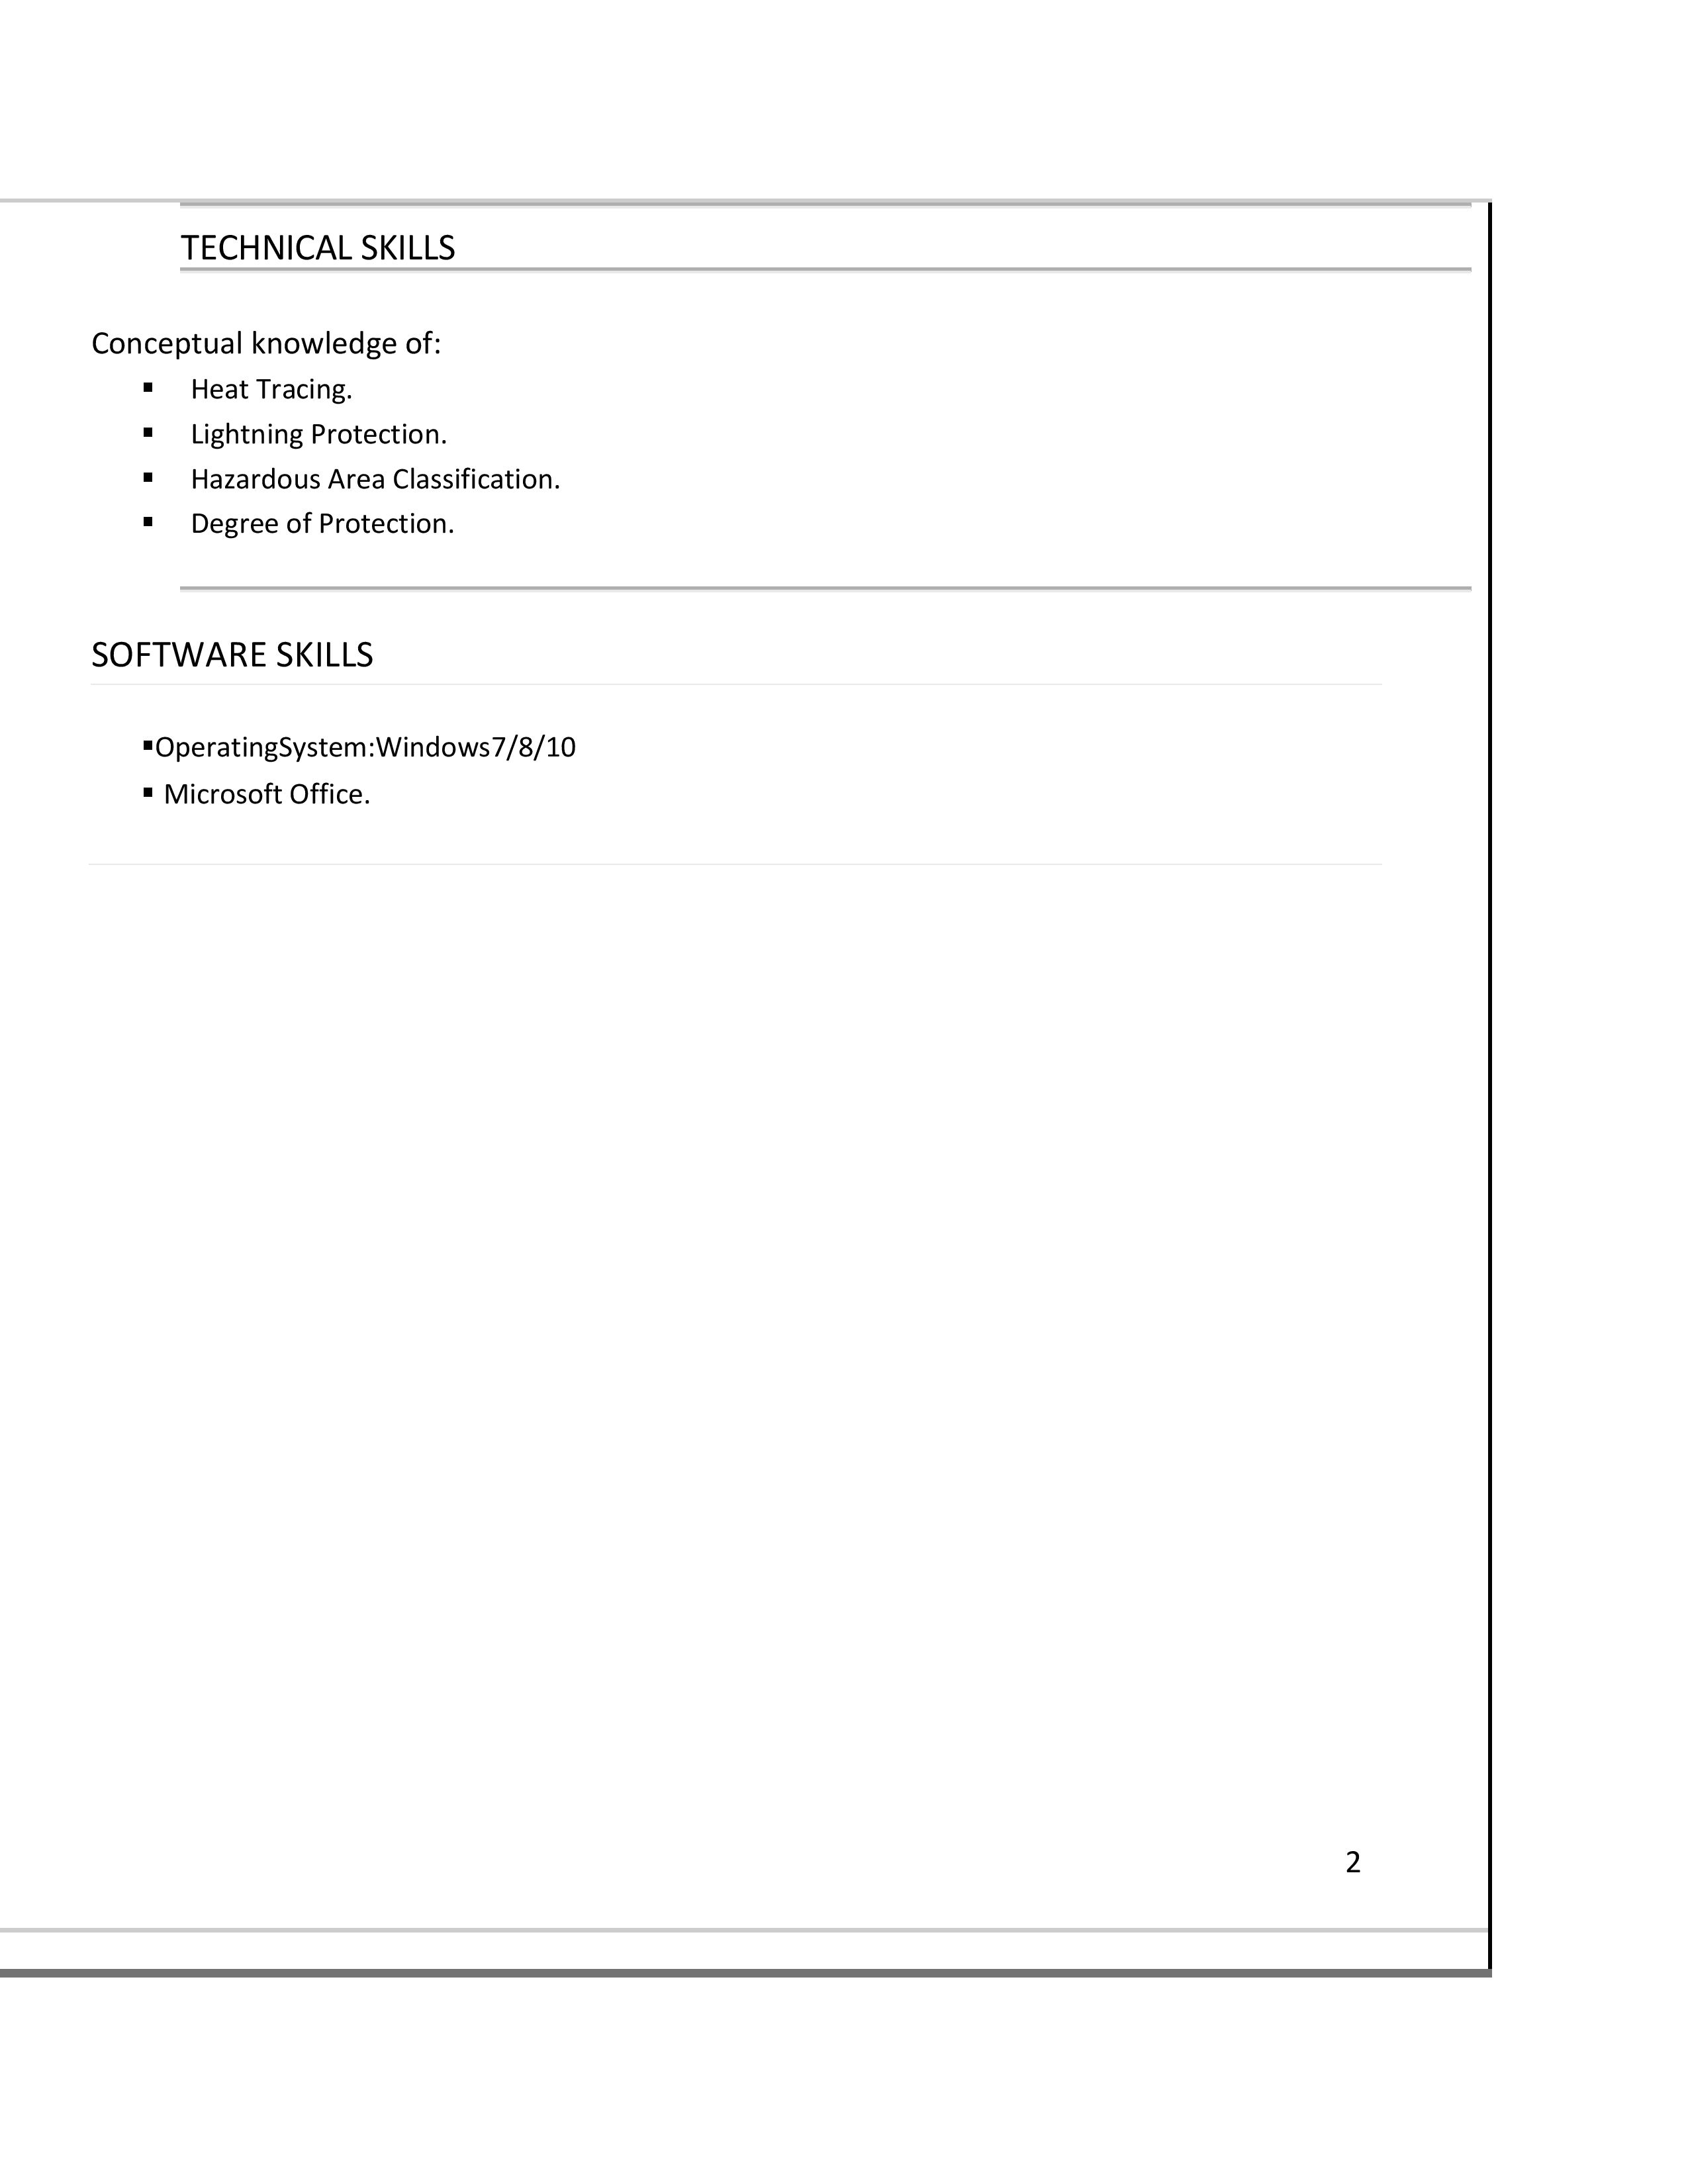 TECHNICAL SKILLS
Conceptual knowledge of:
▪ Heat Tracing.
▪ Lightning Protection.
▪ Hazardous Area Classification.
▪ Degree of Protection.
SOFTWARE SKILLS
▪OperatingSystem:Windows7/8/10
▪ Microsoft Office.
2